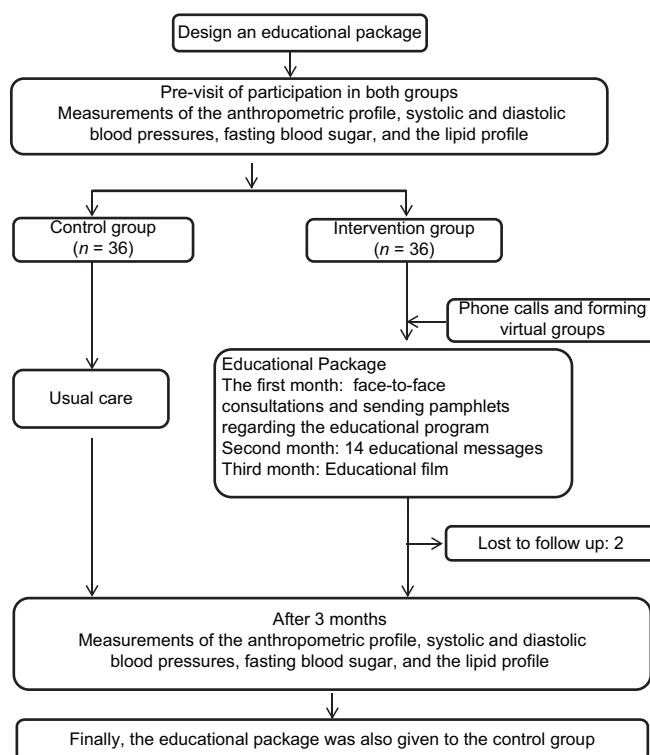 Design an educational package
Pre-visit of participation in both groups
Measurements of the anthropometric profile, systolic and diastolic
blood pressures, fasting blood sugar, and the lipid profile
Control group
(n = 36)
Intervention group
(n = 36)
Phone calls and forming
virtual groups
Usual care
Educational Package
The first month: face-to-face
consultations and sending pamphlets
regarding the educational program
Second month: 14 educational messages
Third month: Educational film
Lost to follow up: 2
After 3 months
Measurements of the anthropometric profile, systolic and diastolic
blood pressures, fasting blood sugar, and the lipid profile
Finally, the educational package was also given to the control group